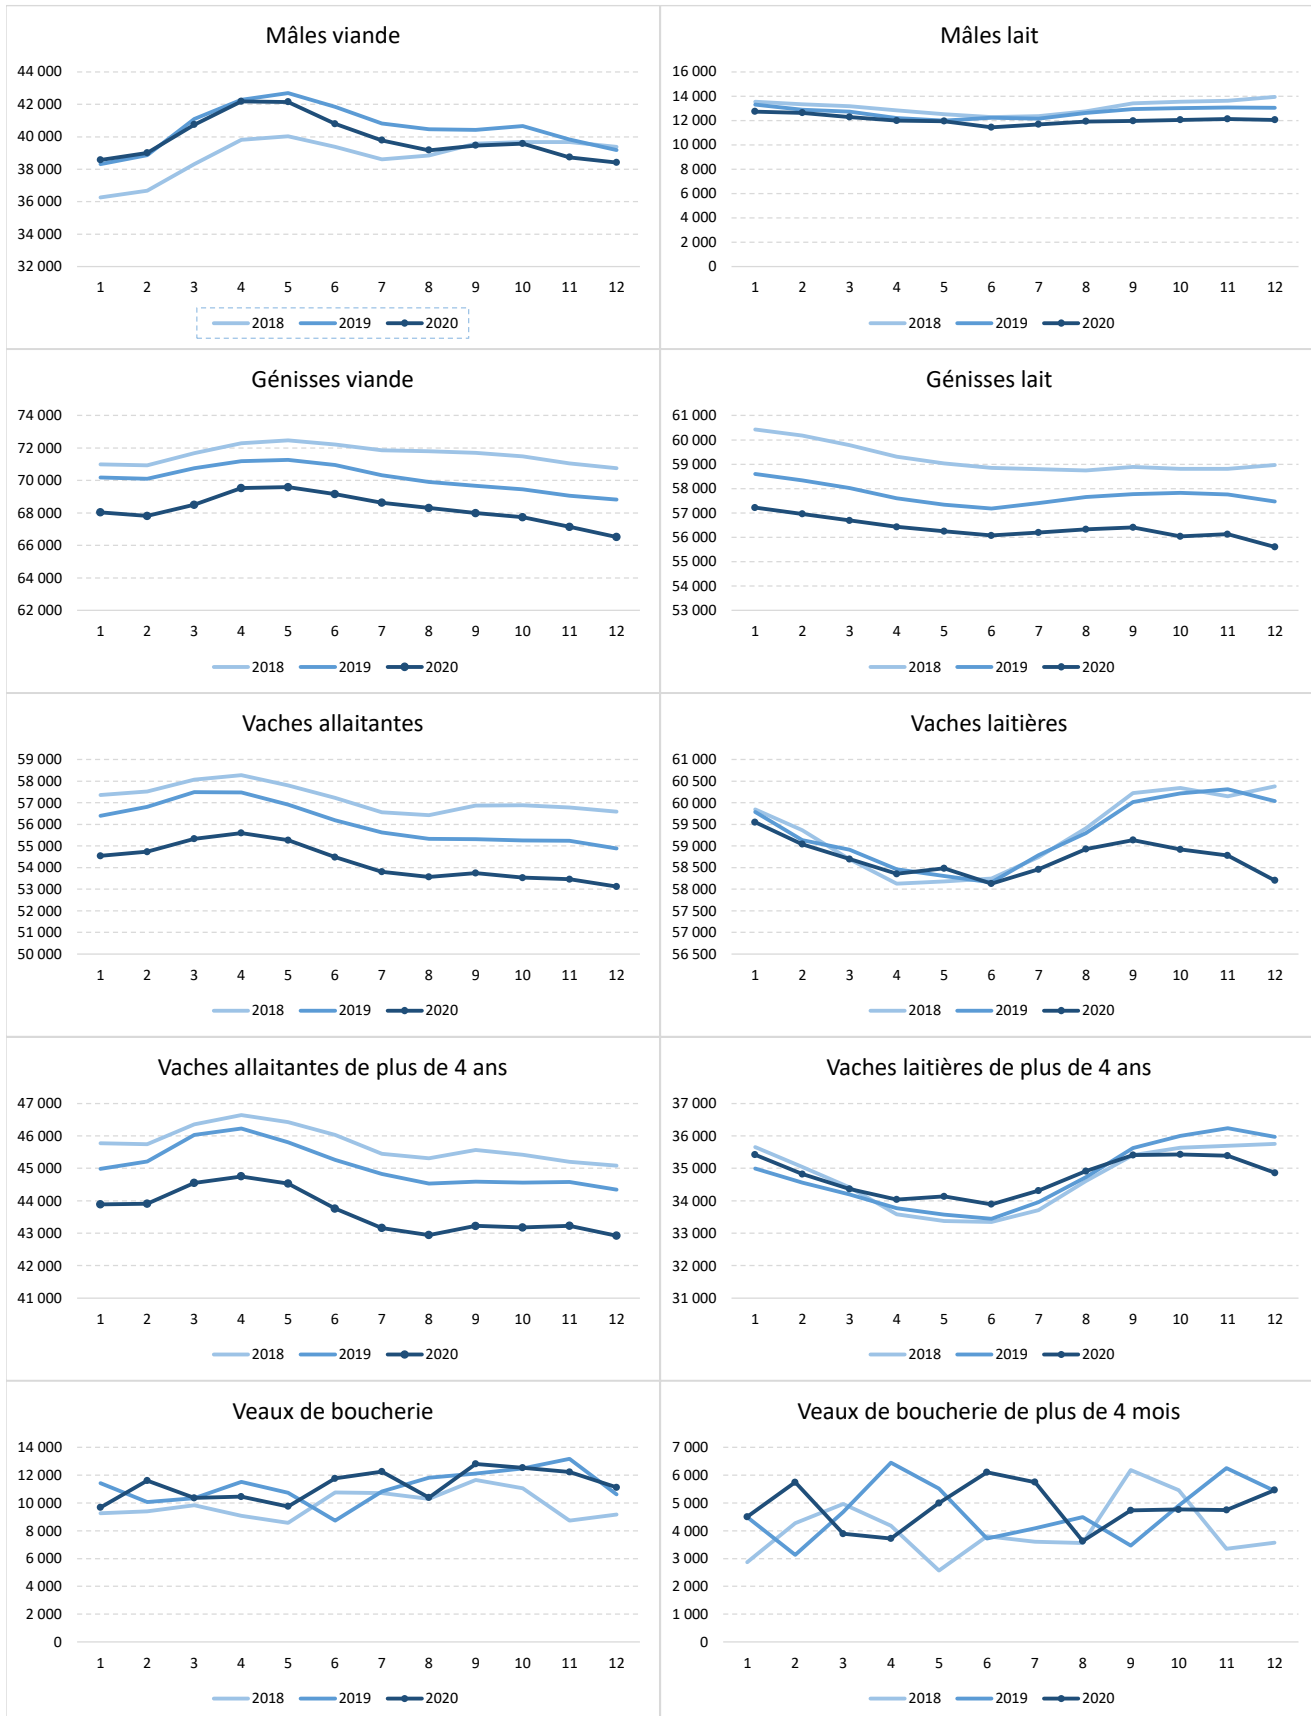 Mâles viande
44 000
42 000
40 000
38 000
36 000
34 000
32 000
1 2 3 4 5 6 7 8 9 10 11 12
2018 2019 2020
Mâles lait
16 000
14 000
12 000
10 000
8 000
6 000
4 000
2 000
0
1 2 3 4 5 6 7 8 9 10 11 12
2018 2019 2020
Génisses viande
74 000
72 000
70 000
68 000
66 000
64 000
62 000
1 2 3 4 5 6 7 8 9 10 11 12
2018 2019 2020
Génisses lait
61 000
60 000
59 000
58 000
57 000
56 000
55 000
54 000
53 000
1 2 3 4 5 6 7 8 9 10 11 12
2018 2019 2020
Vaches allaitantes
59 000
58 000
57 000
56 000
55 000
54 000
53 000
52 000
51 000
50 000
1 2 3 4 5 6 7 8 9 10 11 12
2018 2019 2020
Vaches laitières
61 000
60 500
60 000
59 500
59 000
58 500
58 000
57 500
57 000
56 500
1 2 3 4 5 6 7 8 9 10 11 12
2018 2019 2020
Vaches allaitantes de plus de 4 ans
47 000
46 000
45 000
44 000
43 000
42 000
41 000
1 2 3 4 5 6 7 8 9 10 11 12
2018 2019 2020
Vaches laitières de plus de 4 ans
37 000
36 000
35 000
34 000
33 000
32 000
31 000
1 2 3 4 5 6 7 8 9 10 11 12
2018 2019 2020
Veaux de boucherie
14 000
12 000
10 000
8 000
6 000
4 000
2 000
0
1 2 3 4 5 6 7 8 9 10 11 12
2018 2019 2020
Veaux de boucherie de plus de 4 mois
7 000
6 000
5 000
4 000
3 000
2 000
1 000
0
1 2 3 4 5 6 7 8 9 10 11 12
2018 2019 2020